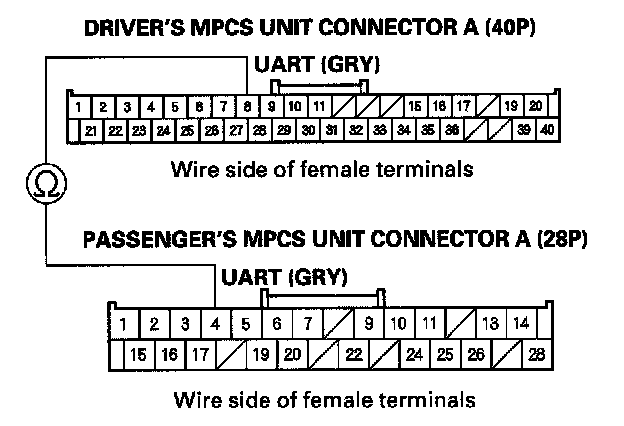 DRIVER'S MPCS UNIT CONNECTOR A (40P)
UART (GRY)
1 2 3 4 5 6 7 8 9 10 11 15 16 17 19 20
21 22 23 24 25 26 27 28 29 30 31 32 33 34 35 36 39 40
Wire side of female terminals
Ω
PASSENGER'S MPCS UNIT CONNECTOR A (28P)
UART (GRY)
1 2 3 4 5 6 7 9 10 11 13 14
15 16 17 19 20 22 24 25 26 28
Wire side of female terminals